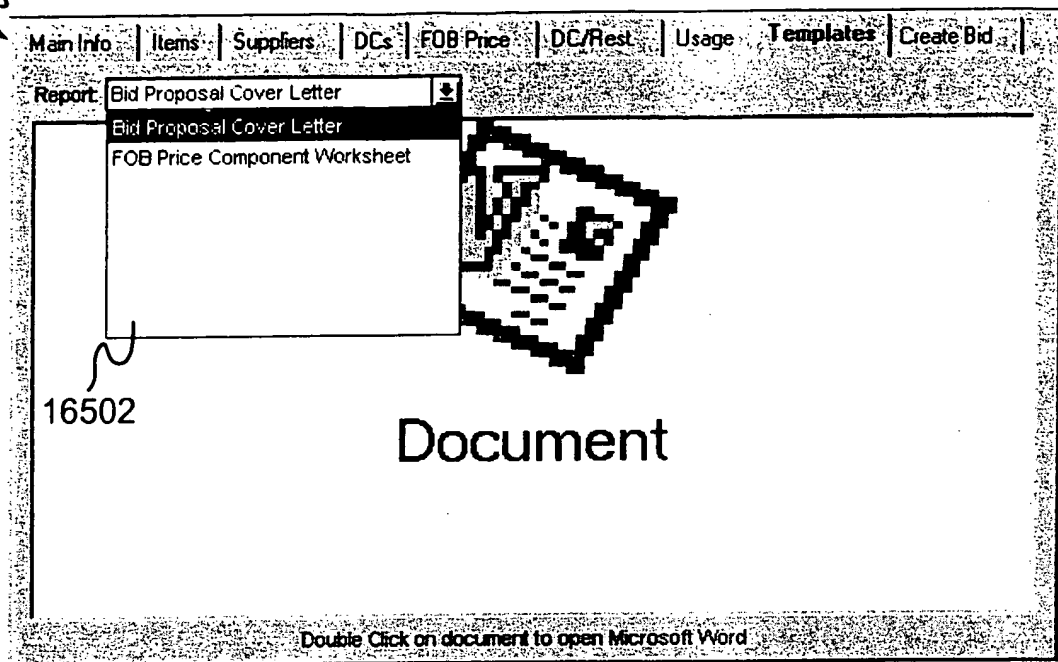 Main Info Items Suppliers DCs FOB Price DC/Rest. Usage Templates Create Bid
Report: Bid Proposal Cover Letter
Bid Proposal Cover Letter
FOB Price Component Worksheet
16502
Document
Double Click on document to open Microsoft Word